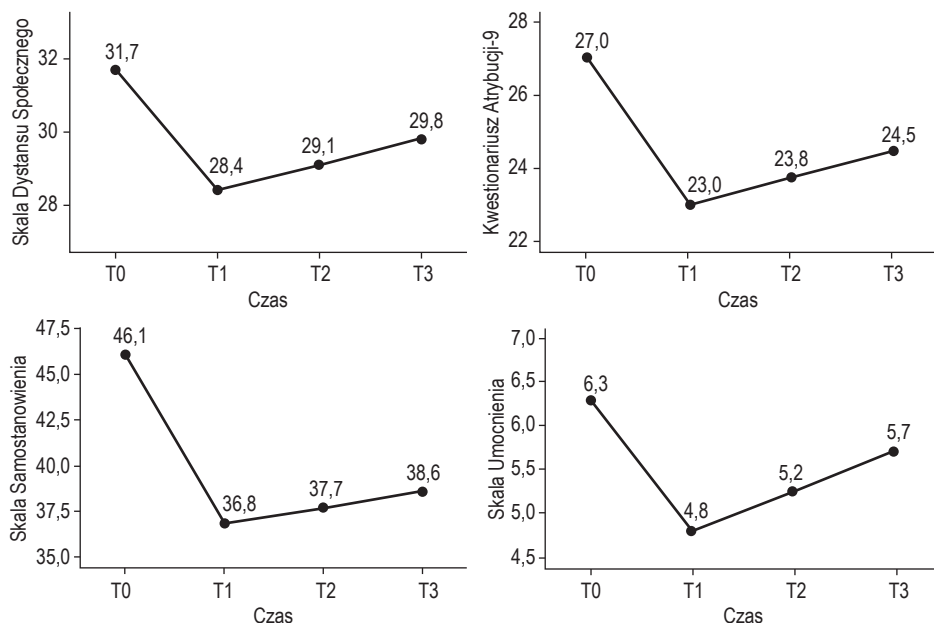 Skala Dystansu Społecznego
32
30
28
31,7
28,4
29,1
29,8
T0 T1 T2 T3
Czas
Kwestionariusz Atrybucji-9
28
26
24
22
27,0
23,0
23,8
24,5
T0 T1 T2 T3
Czas
Skala Samostanowienia
47,5
45,0
42,5
40,0
37,5
35,0
46,1
36,8
37,7
38,6
T0 T1 T2 T3
Czas
Skala Umocnienia
7,0
6,5
6,0
5,5
5,0
4,5
6,3
4,8
5,2
5,7
T0 T1 T2 T3
Czas